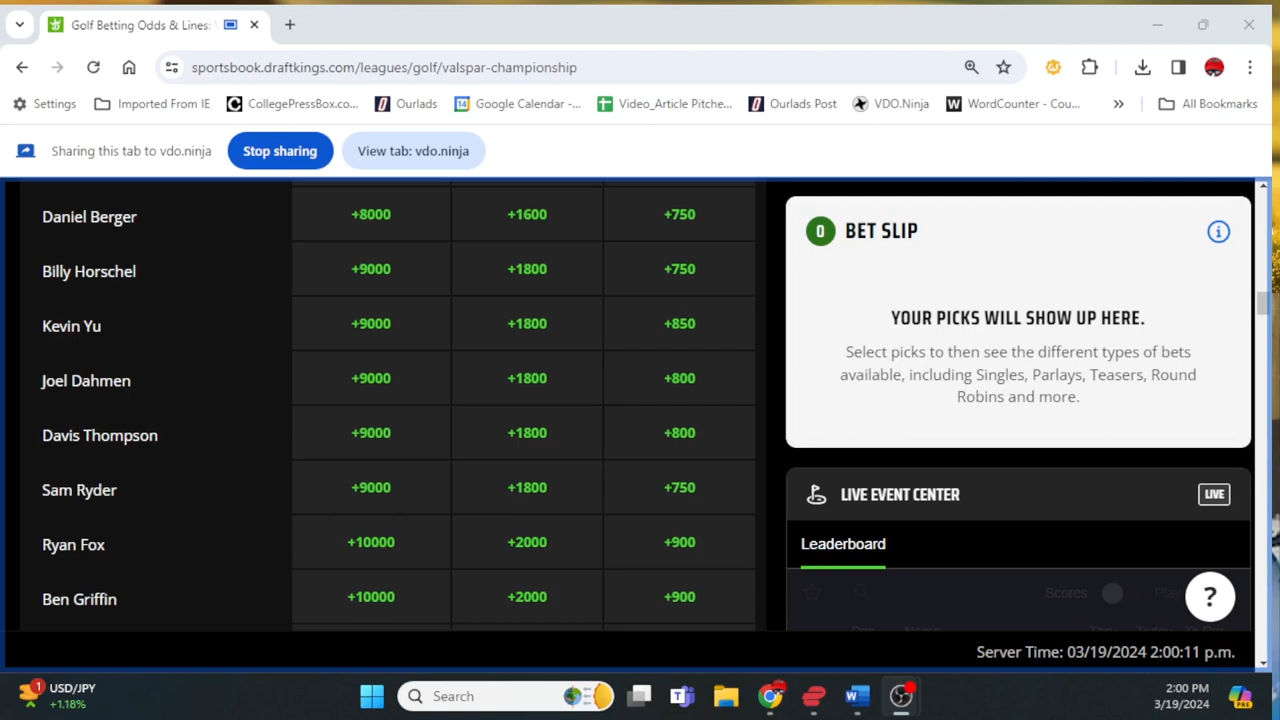 Golf Betting Odds & Lines:
sportsbook.draftkings.com/leagues/golf/valspar-championship
Settings Imported From IE CollegePressBox.co... Ourlads Google Calendar -... Video_Article Pitche... Ourlads Post VDO.Ninja WordCounter - Cou... » All Bookmarks
Sharing this tab to vdo.ninja Stop sharing View tab: vdo.ninja
Daniel Berger +8000 +1600 +750
Billy Horschel +9000 +1800 +750
Kevin Yu +9000 +1800 +850
Joel Dahmen +9000 +1800 +800
Davis Thompson +9000 +1800 +800
Sam Ryder +9000 +1800 +750
Ryan Fox +10000 +2000 +900
Ben Griffin +10000 +2000 +900
0 BET SLIP
YOUR PICKS WILL SHOW UP HERE.
Select picks to then see the different types of bets
available, including Singles, Parlays, Teasers, Round
Robins and more.
LIVE EVENT CENTER LIVE
Leaderboard
Scores
?
Server Time: 03/19/2024 2:00:11 p.m.
1 USD/JPY
+1.18%
Search
2:00 PM
3/19/2024